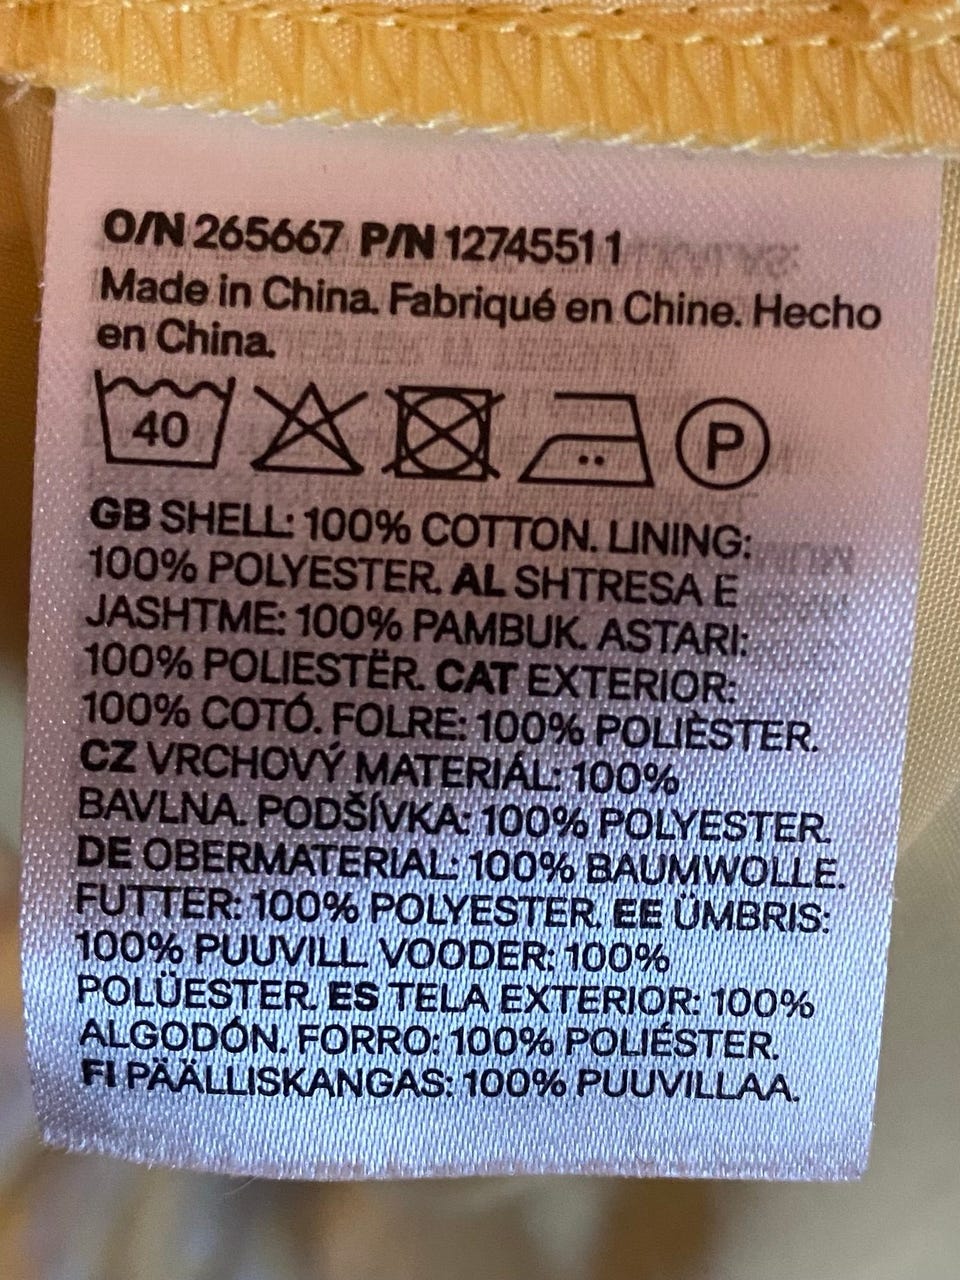 O/N 265667 P/N 12745511
Made in China. Fabriqué en Chine. Hecho
en China.
40 P
GB SHELL: 100% COTTON. LINING:
100% POLYESTER. AL SHTRESA E
JASHTME: 100% PAMBUK. ASTARI:
100% POLIESTËR. CAT EXTERIOR:
100% COTÓ. FOLRE: 100% POLIÈSTER.
CZ VRCHOVÝ MATERIÁL: 100%
BAVLNA. PODŠÍVKA: 100% POLYESTER.
DE OBERMATERIAL: 100% BAUMWOLLE.
FUTTER: 100% POLYESTER. EE ÜMBRIS:
100% PUUVILL. VOODER: 100%
POLÜESTER. ES TELA EXTERIOR: 100%
ALGODÓN. FORRO: 100% POLIÉSTER.
FI PÄÄLLISKANGAS: 100% PUUVILLAA.